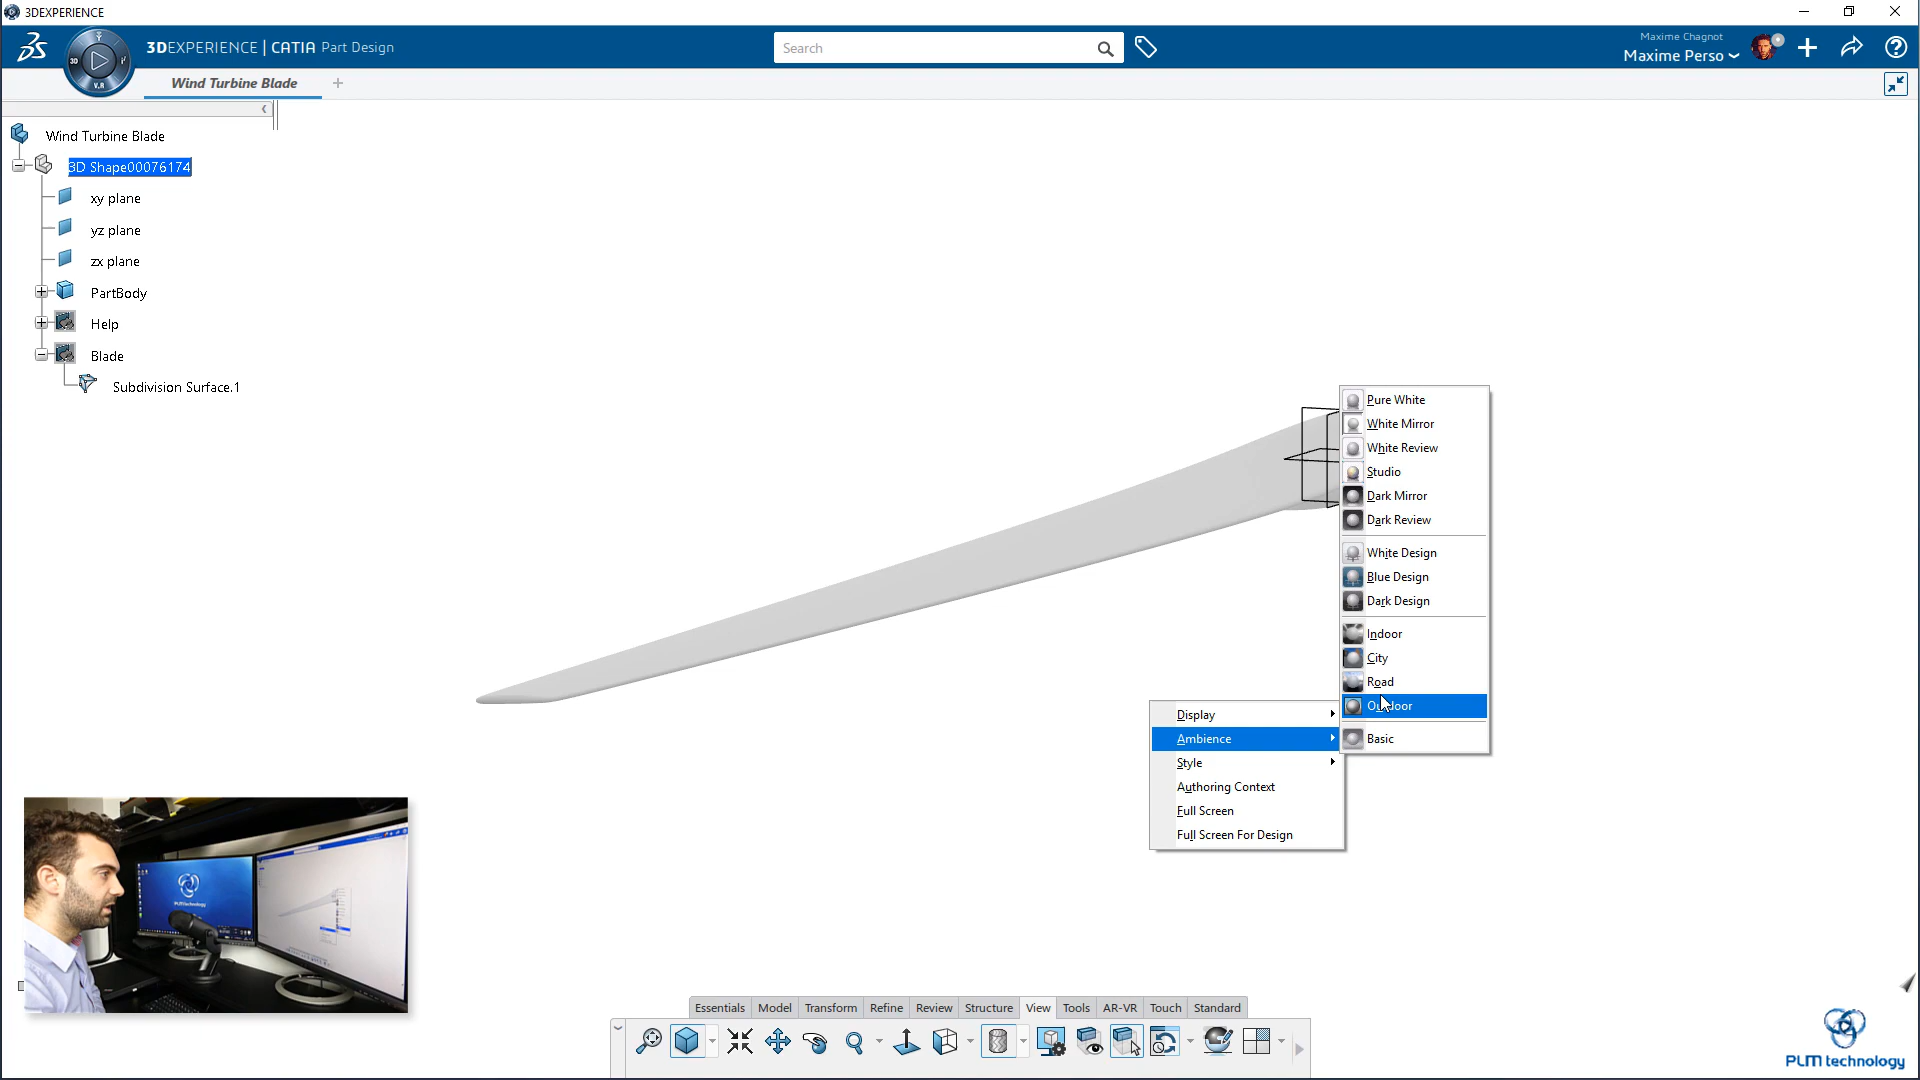 3DEXPERIENCE
3DEXPERIENCE | CATIA Part Design
Search
Maxime Chagnot
Maxime Perso
3D
V.R
Wind Turbine Blade
Wind Turbine Blade
3D Shape00076174
xy plane
yz plane
zx plane
PartBody
Help
Blade
Subdivision Surface.1
Pure White
White Mirror
White Review
Studio
Dark Mirror
Dark Review
White Design
Blue Design
Dark Design
Indoor
City
Road
Outdoor
Basic
Display
Ambience
Style
Authoring Context
Full Screen
Full Screen For Design
PLM technology
Essentials Model Transform Refine Review Structure View Tools AR-VR Touch Standard
PLM technology